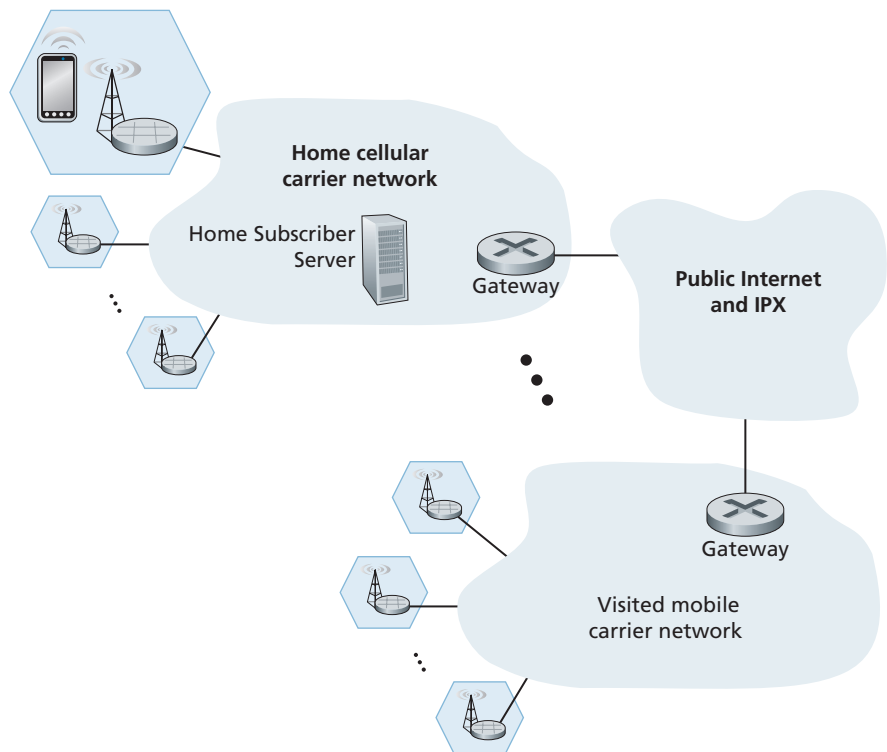 Home cellular
carrier network
Home Subscriber
Server
Gateway
Public Internet
and IPX
Gateway
Visited mobile
carrier network